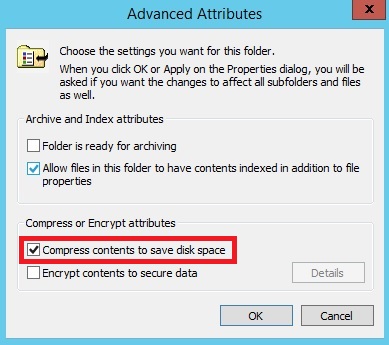 Advanced Attributes
x
Choose the settings you want for this folder.
When you click OK or Apply on the Properties dialog, you will be
asked if you want the changes to affect all subfolders and files
as well.
Archive and Index attributes
Folder is ready for archiving
Allow files in this folder to have contents indexed in addition to file
properties
Compress or Encrypt attributes
Compress contents to save disk space
Encrypt contents to secure data
Details
OK
Cancel